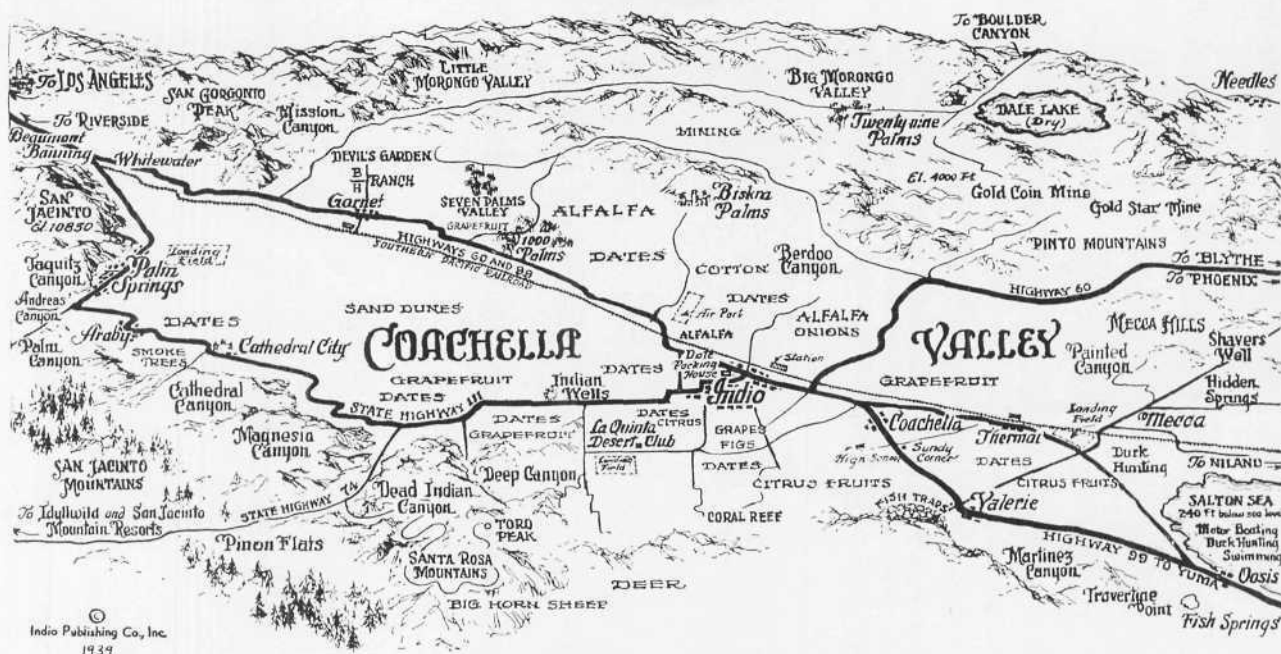 To BOULDER
CANYON
To LOS ANGELES
LITTLE
MORONGO VALLEY
BIG MORONGO
VALLEY
Needles
SAN GORGONTO
PEAK
Mission
Canyon
Twenty nine
Palms
DALE LAKE
(Dry)
To RIVERSIDE
Beaumont
Banning
Whitewater
MINING
DEVIL'S GARDEN
B
H
RANCH
Garnet
SEVEN PALMS
VALLEY
GRAPEFRUIT
1000
Palms
ALFALFA
Biskra
Palms
El. 4000 Ft
Gold Coin Mine
Gold Star Mine
SAN
JACINTO
El 10850
Landing
Field
HIGHWAYS 60 AND 99
SOUTHERN PACIFIC RAILROAD
DATES
COTTON
Berdoo
Canyon
PINTO MOUNTAINS
To BLYTHE
To PHOENIX
HIGHWAY 60
Taquitz
Canyon
Palm
Springs
Andreas
Canyon
Palm
Canyon
Araby
DATES
SMOKE
TREES
SAND DUNES
DATES
Air Port
ALFALFA
ALFALFA
ONIONS
MECCA HILLS
Shavers
Well
Painted
Canyon
Hidden
Springs
COACHELLA VALLEY
Cathedral City
Cathedral
Canyon
GRAPEFRUIT
DATES
STATE HIGHWAY 111
Indian
Wells
DATES
Date
Packing
House
Station
Indio
GRAPEFRUIT
Landing
Field
Mecca
Magnesia
Canyon
DATES
GRAPEFRUIT
DATES
CITRUS
La Quinta
Desert Club
Landing
Field
GRAPES
FIGS
DATES
Coachella
Thermal
High School
Sundy
Corner
DATES
CITRUS FRUITS
Duck
Hunting
To NILAND
SAN JACINTO
MOUNTAINS
STATE HIGHWAY 74
Dead Indian
Canyon
Deep Canyon
CITRUS FRUITS
CORAL REEF
FISH TRAPS
Valerie
SALTON SEA
240 ft below sea level
Motor Boating
Duck Hunting
Swimming
To Idyllwild and San Jacinto
Mountain Resorts
Pinon Flats
TORO
PEAK
SANTA ROSA
MOUNTAINS
DEER
BIG HORN SHEEP
HIGHWAY 99 TO YUMA
Martinez
Canyon
Oasis
Travertine
Point
Fish Springs
©
Indio Publishing Co., Inc.
1939